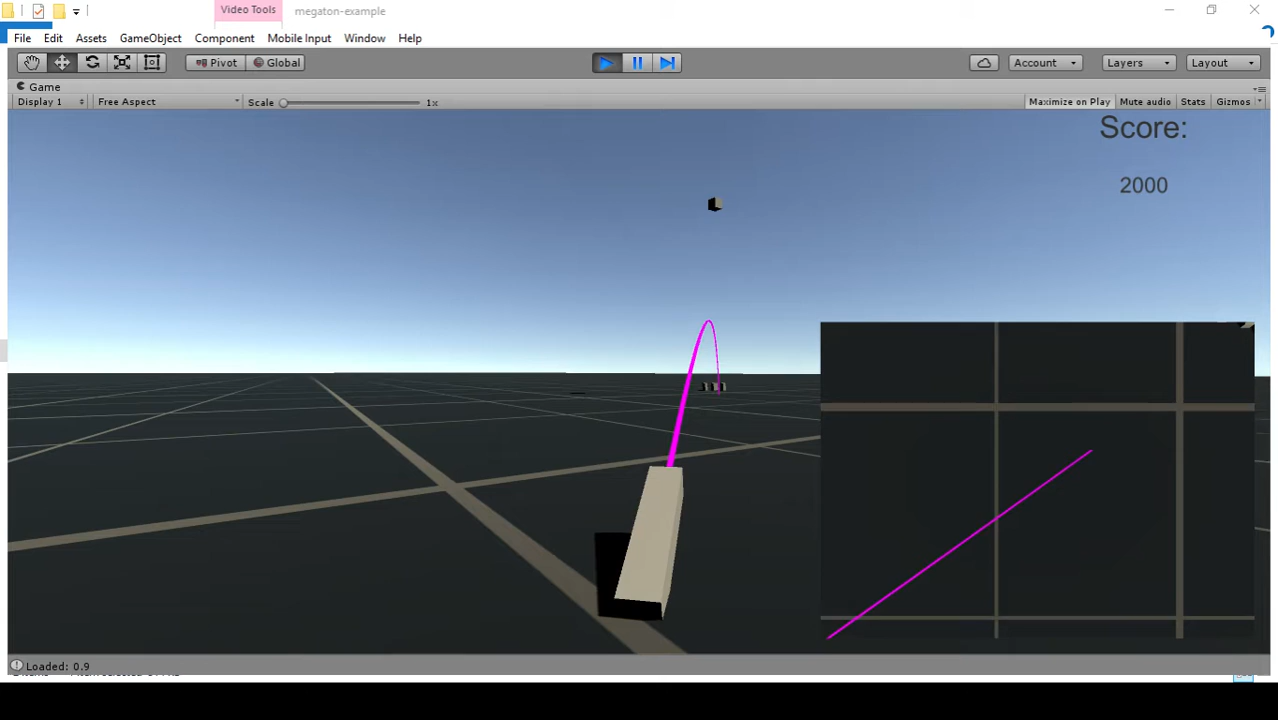 Video Tools
megaton-example
File Edit Assets GameObject Component Mobile Input Window Help
Pivot Global Account Layers Layout
Game
Display 1 Free Aspect Scale 1x Maximize on Play Mute audio Stats Gizmos
Score:
2000
Loaded: 0.9